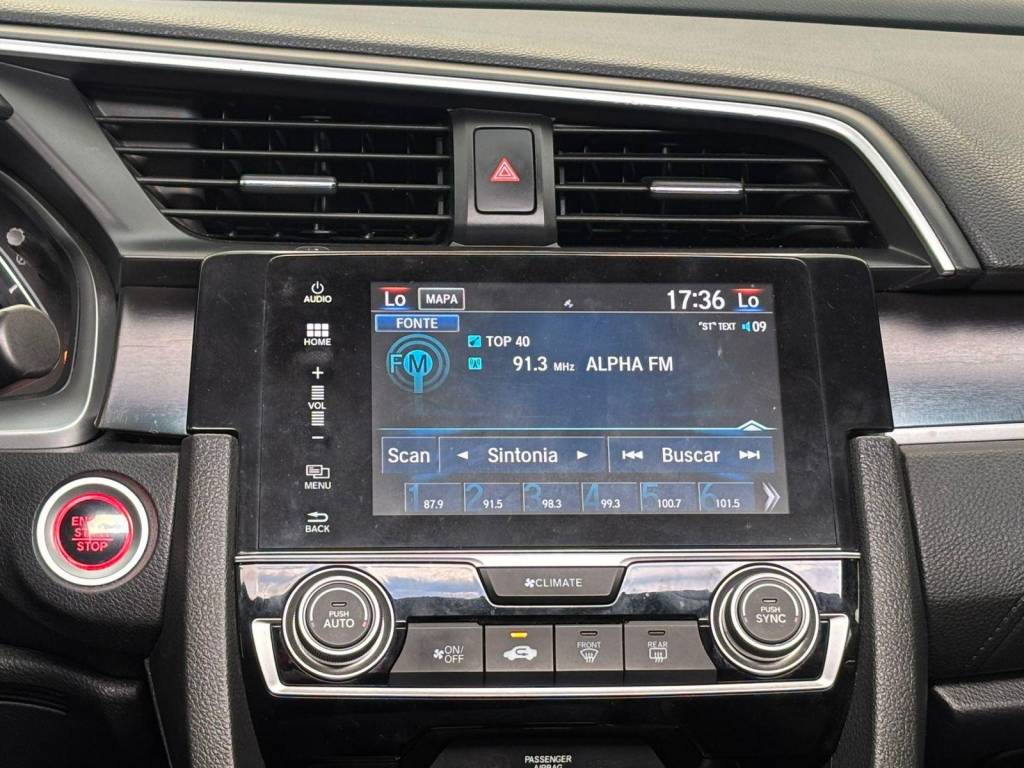 AUDIO
HOME
+
VOL
−
MENU
BACK
Lo MAPA 17:36 Lo
FONTE "ST" TEXT 09
FM
TOP 40
91.3 MHz ALPHA FM
Scan ◄ Sintonia ► ⏮ Buscar ⏭
1 87.9 2 91.5 3 98.3 4 99.3 5 100.7 6 101.5
START
STOP
CLIMATE
PUSH
AUTO
ON/
OFF
FRONT
REAR
PUSH
SYNC
PASSENGER
AIRBAG